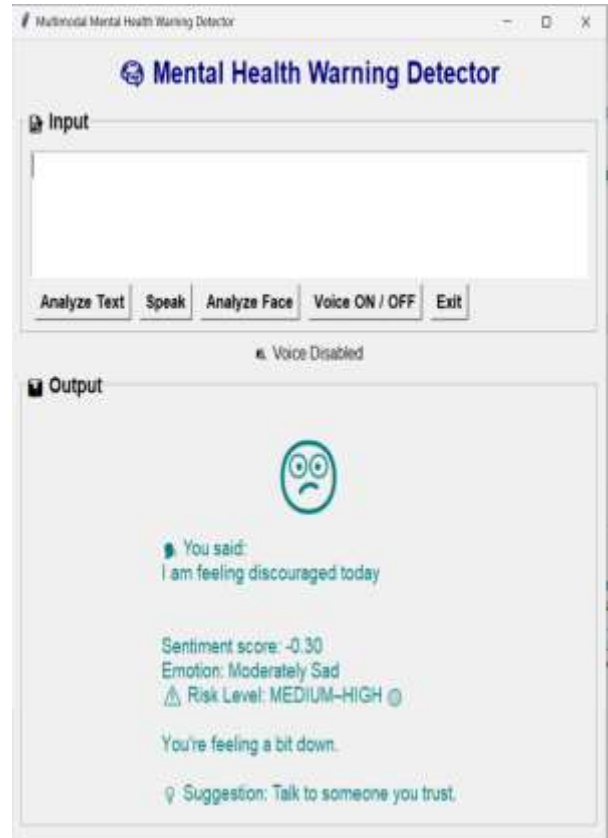 Multimodal Mental Health Warning Detector
Mental Health Warning Detector
Input
Analyze Text Speak Analyze Face Voice ON / OFF Exit
Voice Disabled
Output
You said:
I am feeling discouraged today
Sentiment score: -0.30
Emotion: Moderately Sad
⚠ Risk Level: MEDIUM–HIGH
You're feeling a bit down.
Suggestion: Talk to someone you trust.